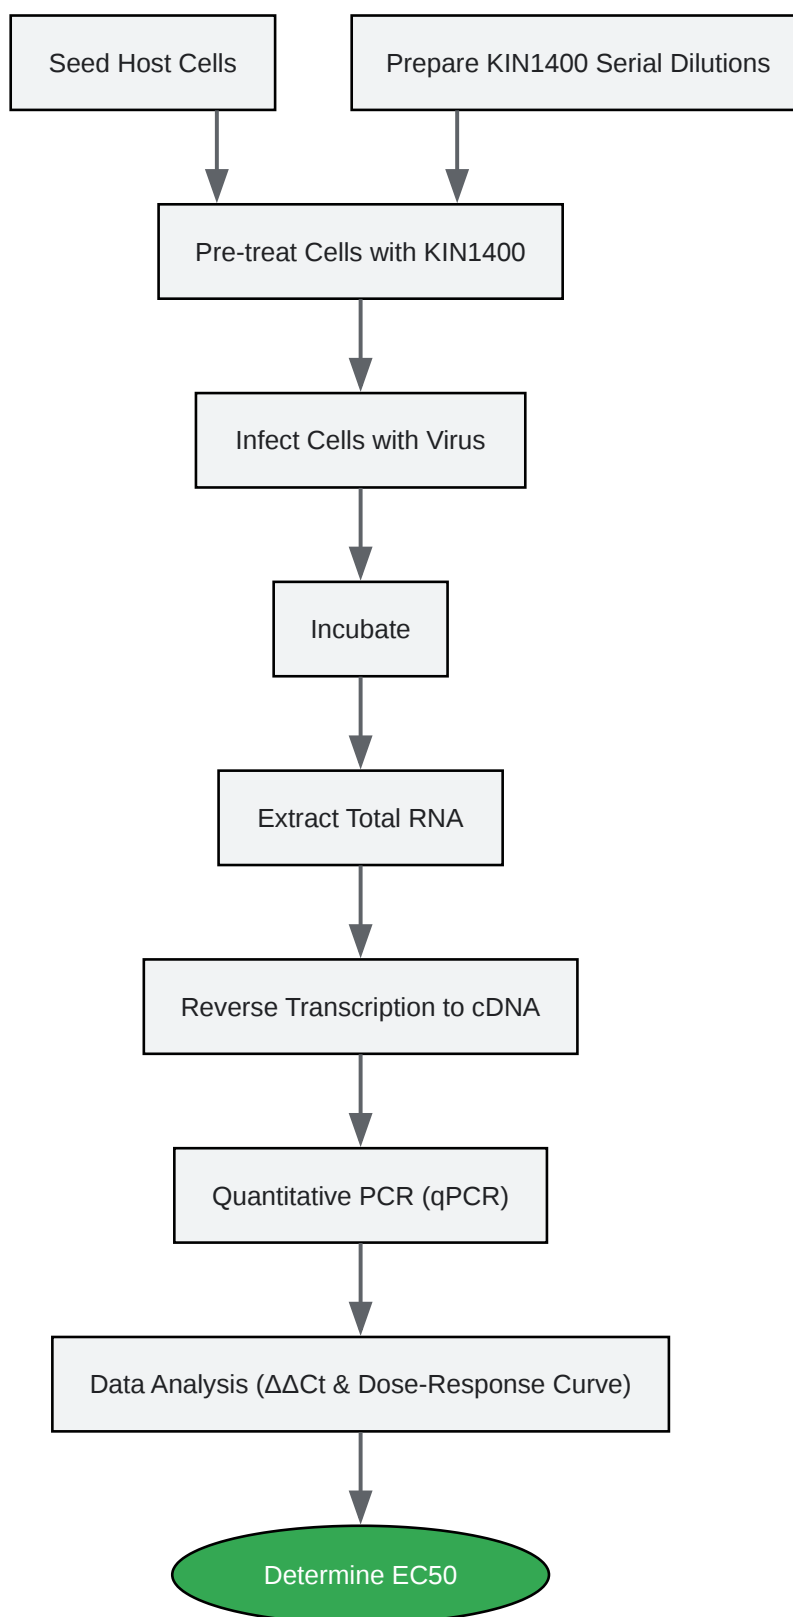 Seed Host Cells
Prepare KIN1400 Serial Dilutions
Pre-treat Cells with KIN1400
Infect Cells with Virus
Incubate
Extract Total RNA
Reverse Transcription to cDNA
Quantitative PCR (qPCR)
Data Analysis (ΔΔCt & Dose-Response Curve)
Determine EC50